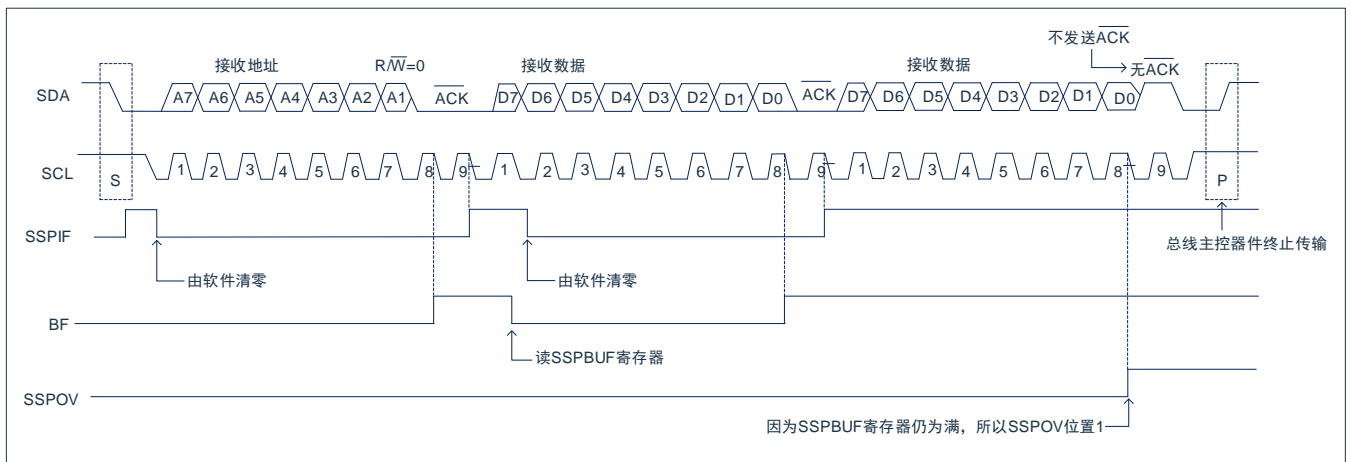 不发送ACK
接收地址 R/W=0 接收数据 接收数据 无ACK
SDA A7 A6 A5 A4 A3 A2 A1 ACK D7 D6 D5 D4 D3 D2 D1 D0 ACK D7 D6 D5 D4 D3 D2 D1 D0
SCL S 1 2 3 4 5 6 7 8 9 1 2 3 4 5 6 7 8 9 1 2 3 4 5 6 7 8 9 P
SSPIF
总线主控器件终止传输
由软件清零 由软件清零
BF
读SSPBUF寄存器
SSPOV
因为SSPBUF寄存器仍为满，所以SSPOV位置1